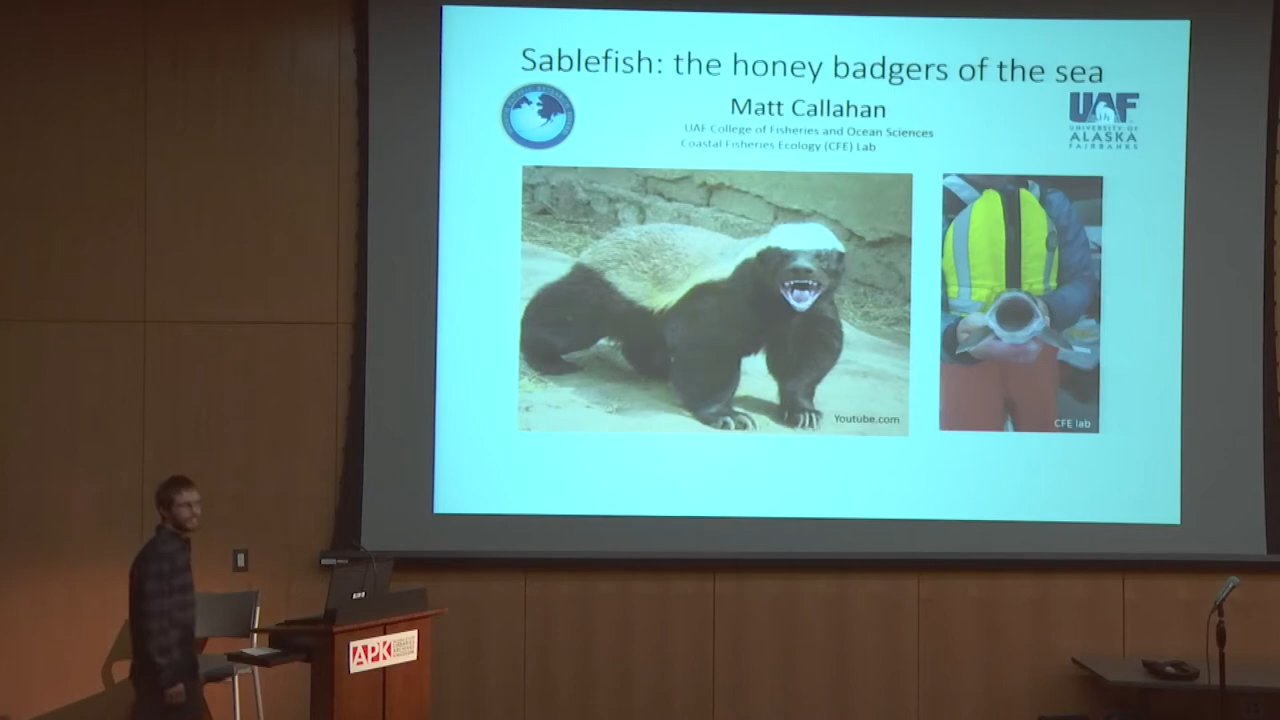 Sablefish: the honey badgers of the sea
Matt Callahan
UAF College of Fisheries and Ocean Sciences
Coastal Fisheries Ecology (CFE) Lab
UAF
UNIVERSITY OF
ALASKA
FAIRBANKS
Youtube.com
CFE lab
APK